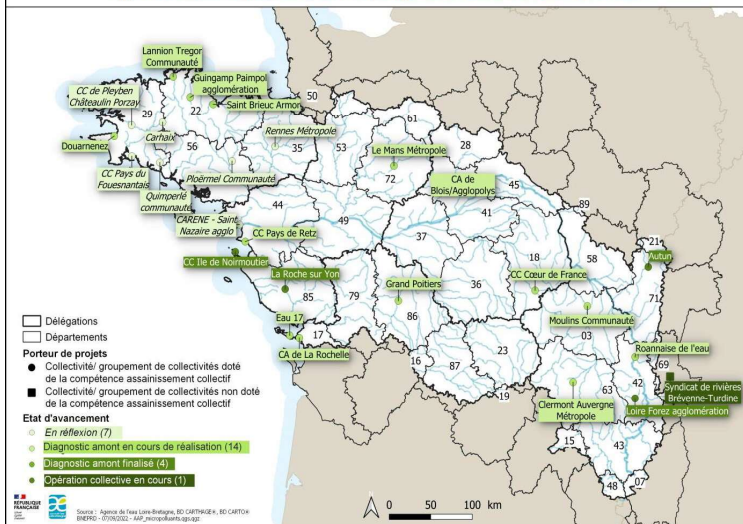 Lannion Tregor
Communauté
Guingamp Paimpol
agglomération
Saint Brieuc Armor
CC de Pleyben
Châteaulin Porzay
Carhaix
Rennes Métropole
Douarnenez
CC Pays du
Fouesnantais
Quimperlé
communauté
Ploërmel Communauté
CARENE - Saint-
Nazaire agglo
Le Mans Métropole
CA de
Blois/Agglopolys
CC Pays de Retz
CC Ile de Noirmoutier
La Roche sur Yon
Grand Poitiers
CC Cœur de France
Autun
Moulins Communauté
Eau 17
CA de La Rochelle
Roannaise de l'eau
Clermont Auvergne
Métropole
Syndicat de rivières
Brévenne-Turdine
Loire Forez agglomération
50
29
22
56
35
53
61
28
72
45
89
44
49
37
41
18
58
21
71
85
79
86
36
03
17
16
87
23
19
63
42
69
15
43
48
07
Délégations
Départements
Porteur de projets
Collectivité/ groupement de collectivités doté
de la compétence assainissement collectif
Collectivité/ groupement de collectivités non doté
de la compétence assainissement collectif
Etat d'avancement
En réflexion (7)
Diagnostic amont en cours de réalisation (14)
Diagnostic amont finalisé (4)
Opération collective en cours (1)
RÉPUBLIQUE
FRANÇAISE
Source : Agence de l'eau Loire-Bretagne, BD CARTHAGE®, BD CARTO®
BNEPRD - 07/09/2022 - AAP_micropolluants.qgs.qgz
0 50 100 km